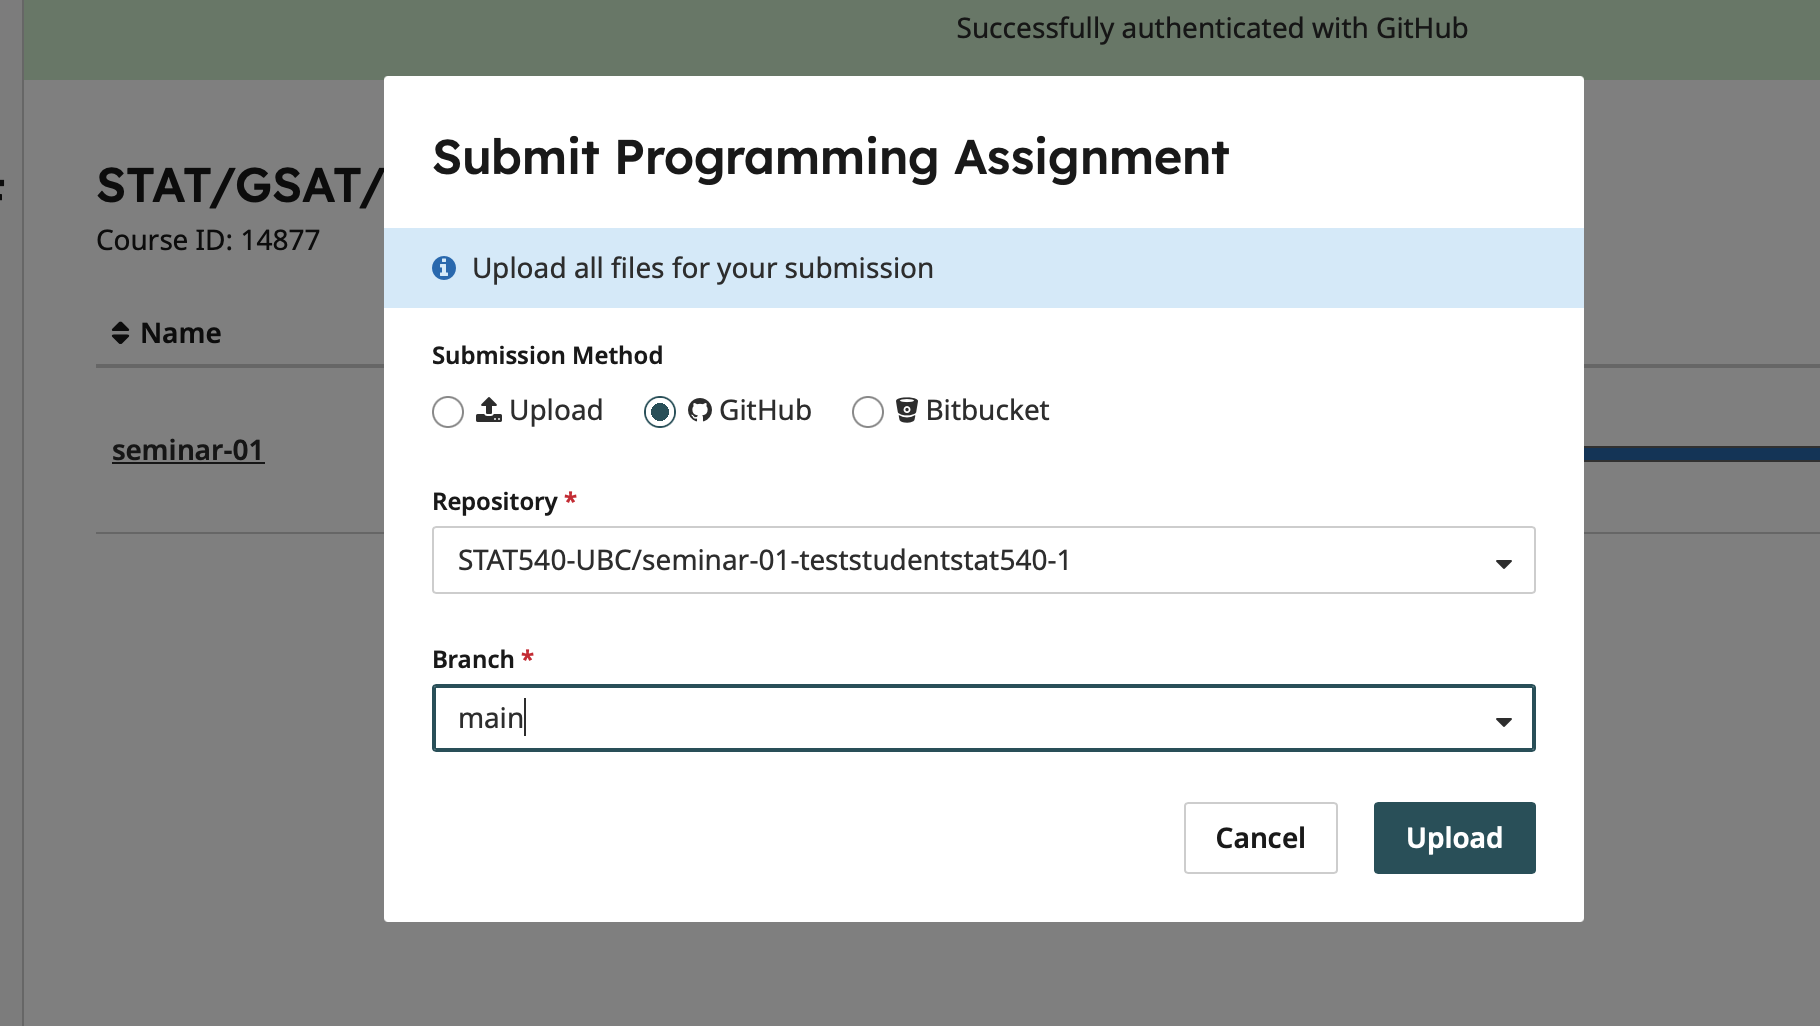 Successfully authenticated with GitHub
Submit Programming Assignment
STAT/GSAT/
Course ID: 14877
Upload all files for your submission
Name
Submission Method
Upload GitHub Bitbucket
seminar-01
Repository *
STAT540-UBC/seminar-01-teststudentstat540-1
Branch *
main
Cancel Upload